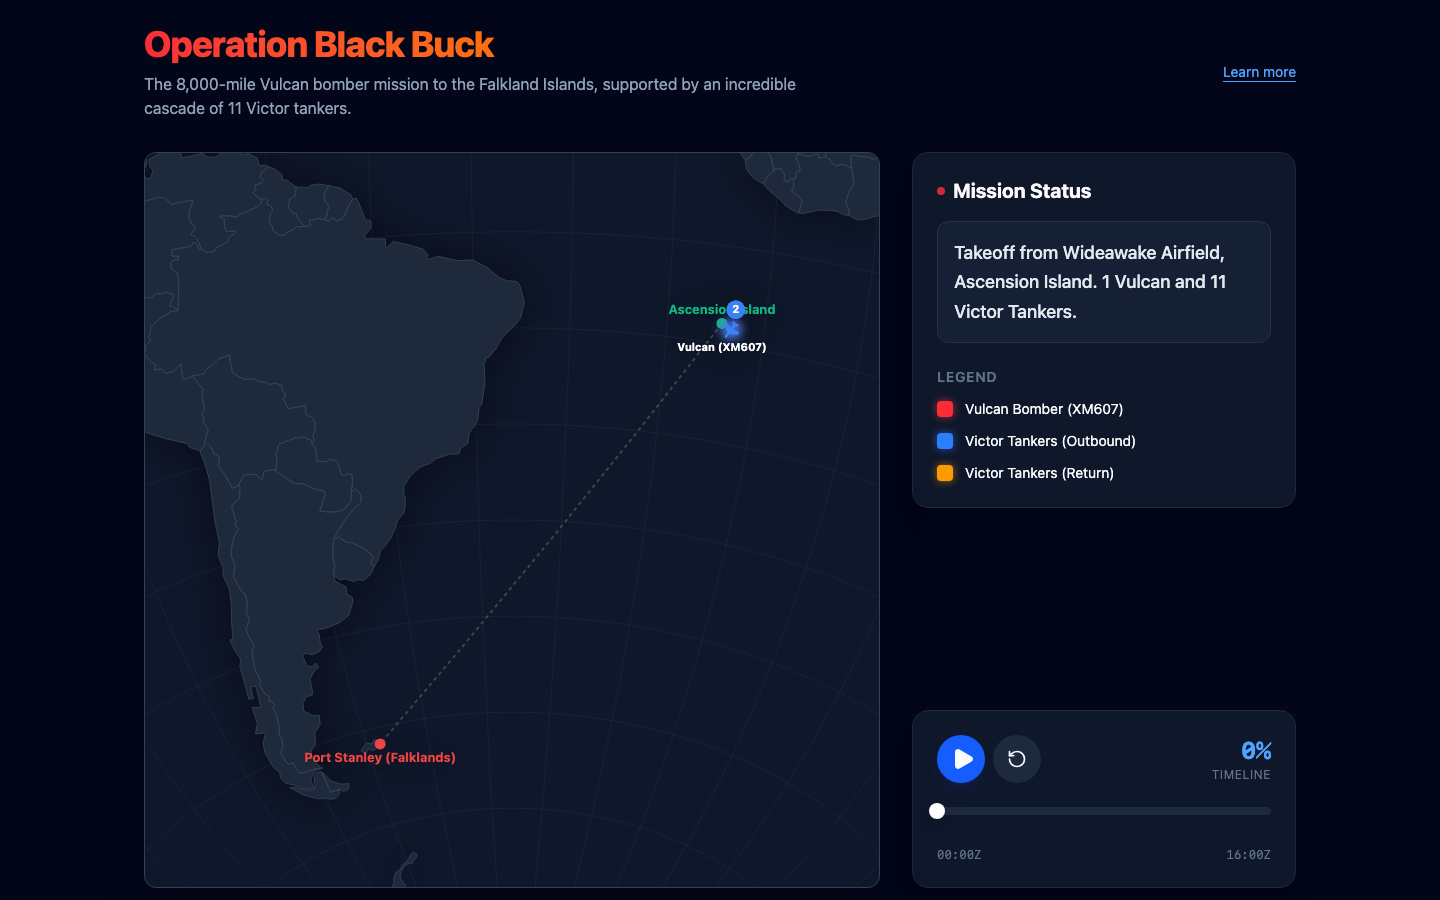 Operation Black Buck
The 8,000-mile Vulcan bomber mission to the Falkland Islands, supported by an incredible
cascade of 11 Victor tankers.
Learn more
Ascension Island
2
Vulcan (XM607)
Port Stanley (Falklands)
Mission Status
Takeoff from Wideawake Airfield,
Ascension Island. 1 Vulcan and 11
Victor Tankers.
LEGEND
Vulcan Bomber (XM607)
Victor Tankers (Outbound)
Victor Tankers (Return)
0%
TIMELINE
00:00Z
16:00Z